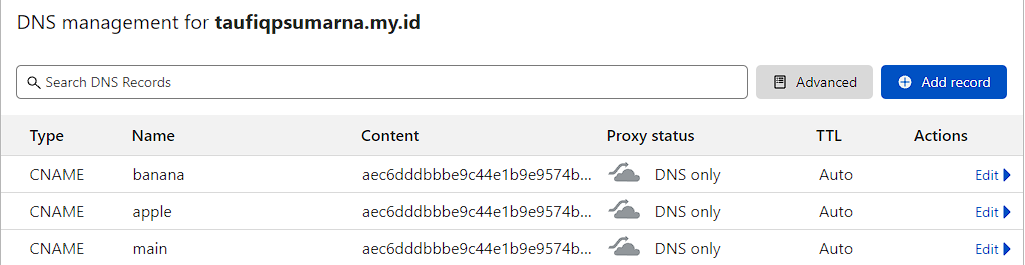 DNS management for taufiqpsumarna.my.id
Search DNS Records Advanced Add record
Type Name Content Proxy status TTL Actions
CNAME banana aec6dddbbbe9c44e1b9e9574b... DNS only Auto Edit
CNAME apple aec6dddbbbe9c44e1b9e9574b... DNS only Auto Edit
CNAME main aec6dddbbbe9c44e1b9e9574b... DNS only Auto Edit